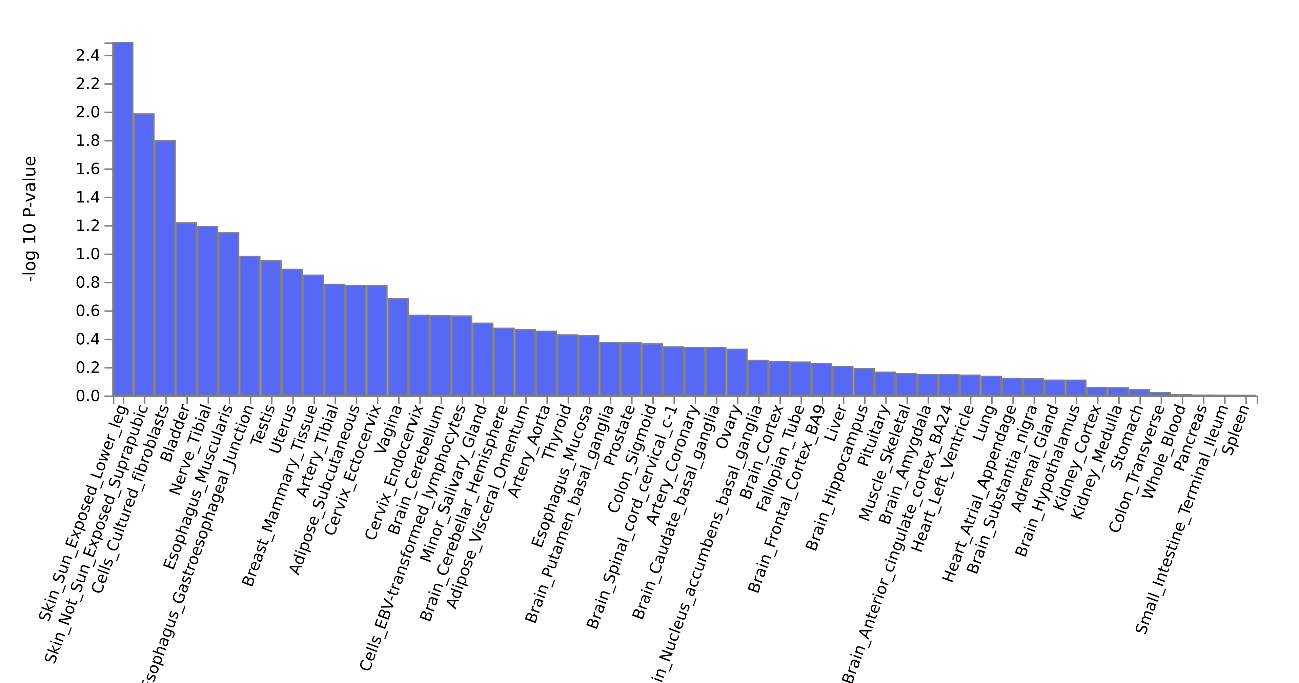 -log 10 P-value
2.4
2.2
2.0
1.8
1.6
1.4
1.2
1.0
0.8
0.6
0.4
0.2
0.0
Skin_Sun_Exposed_Lower_leg
Skin_Not_Sun_Exposed_Suprapubic
Cells_Cultured_fibroblasts
Bladder
Nerve_Tibial
Esophagus_Muscularis
Esophagus_Gastroesophageal_Junction
Testis
Uterus
Breast_Mammary_Tissue
Artery_Tibial
Adipose_Subcutaneous
Cervix_Ectocervix
Vagina
Cervix_Endocervix
Brain_Cerebellum
Cells_EBV-transformed_lymphocytes
Minor_Salivary_Gland
Brain_Cerebellar_Hemisphere
Adipose_Visceral_Omentum
Artery_Aorta
Thyroid
Esophagus_Mucosa
Brain_Putamen_basal_ganglia
Prostate
Colon_Sigmoid
Brain_Spinal_cord_cervical_c-1
Artery_Coronary
Brain_Caudate_basal_ganglia
Ovary
in_Nucleus_accumbens_basal_ganglia
Brain_Cortex
Fallopian_Tube
Brain_Frontal_Cortex_BA9
Liver
Brain_Hippocampus
Pituitary
Muscle_Skeletal
Brain_Amygdala
Brain_Anterior_cingulate_cortex_BA24
Heart_Left_Ventricle
Lung
Heart_Atrial_Appendage
Brain_Substantia_nigra
Adrenal_Gland
Brain_Hypothalamus
Kidney_Cortex
Kidney_Medulla
Stomach
Colon_Transverse
Whole_Blood
Pancreas
Small_Intestine_Terminal_Ileum
Spleen